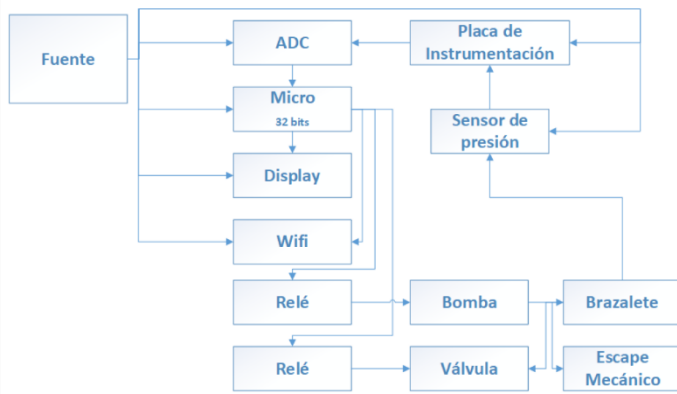 Fuente
ADC
Placa de
Instrumentación
Micro
32 bits
Sensor de
presión
Display
Wifi
Relé
Bomba
Brazalete
Relé
Válvula
Escape
Mecánico